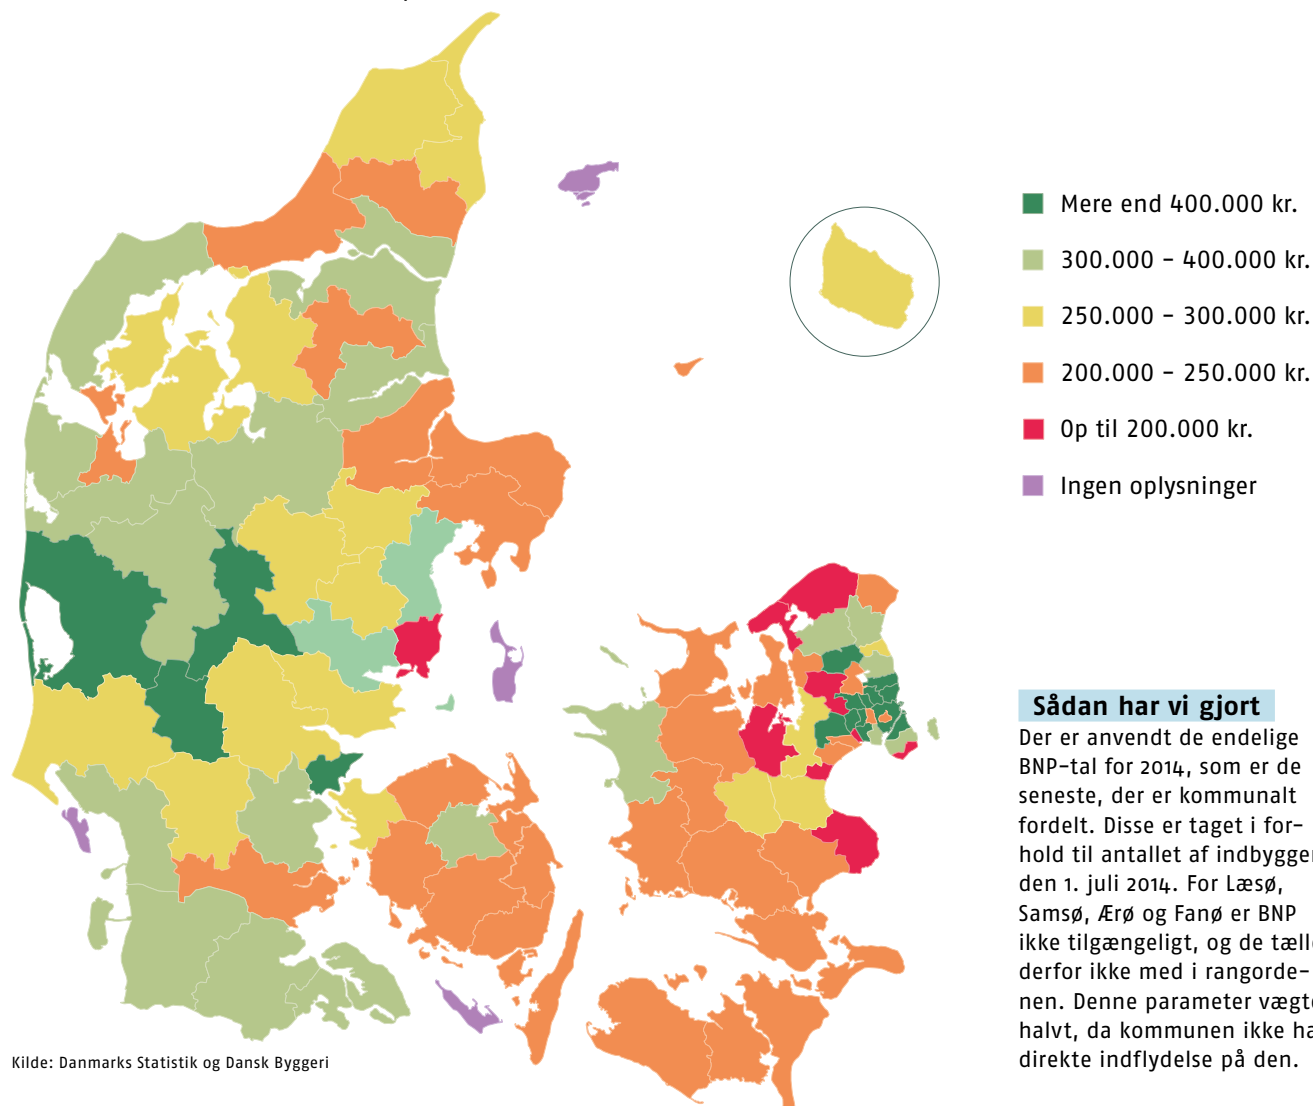 Mere end 400.000 kr.
300.000 - 400.000 kr.
250.000 - 300.000 kr.
200.000 - 250.000 kr.
Op til 200.000 kr.
Ingen oplysninger
Sådan har vi gjort
Der er anvendt de endelige
BNP-tal for 2014, som er de
seneste, der er kommunalt
fordelt. Disse er taget i for-
hold til antallet af indbygger
den 1. juli 2014. For Læsø,
Samsø, Ærø og Fanø er BNP
ikke tilgængeligt, og de tælle
derfor ikke med i rangorde-
nen. Denne parameter vægte
halvt, da kommunen ikke ha
direkte indflydelse på den.
Kilde: Danmarks Statistik og Dansk Byggeri